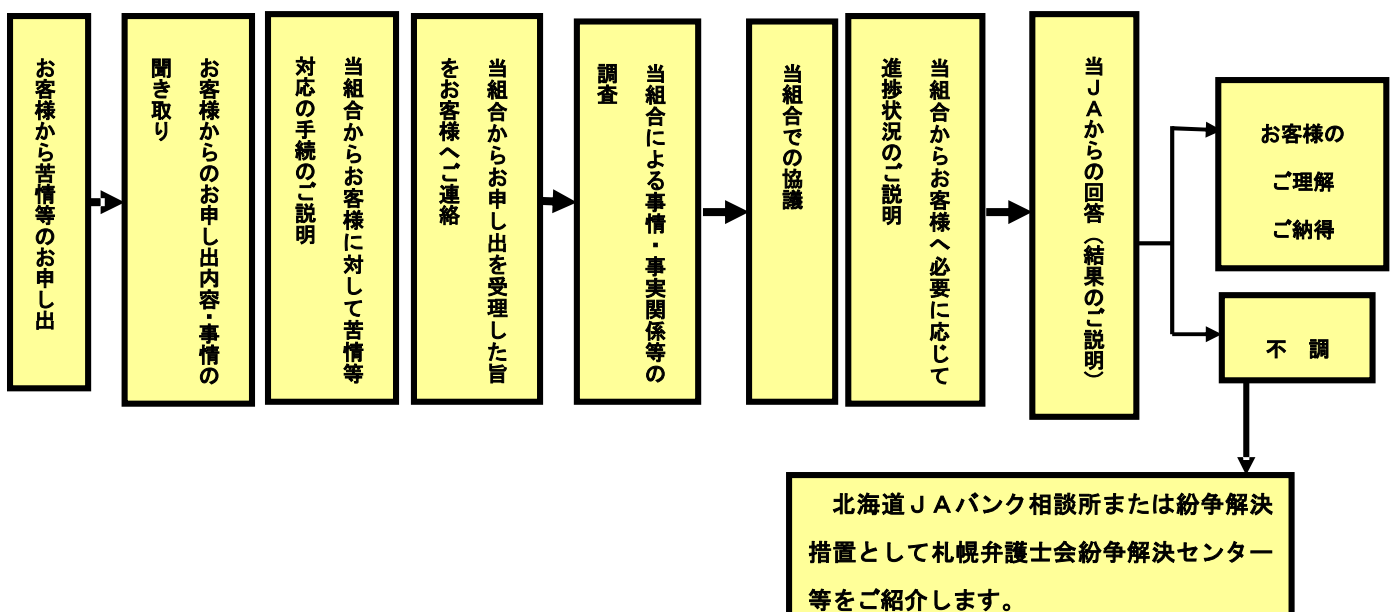 お客様から苦情等のお申し出
お客様からのお申し出内容・事情の
聞き取り
当組合からお客様に対して苦情等
対応の手続のご説明
当組合からお申し出を受理した旨
をお客様へご連絡
当組合による事情・事実関係等の
調査
当組合での協議
当組合からお客様へ必要に応じて
進捗状況のご説明
当ＪＡからの回答（結果のご説明）
お客様の
ご理解
ご納得
不　調
北海道ＪＡバンク相談所または紛争解決
措置として札幌弁護士会紛争解決センター
等をご紹介します。